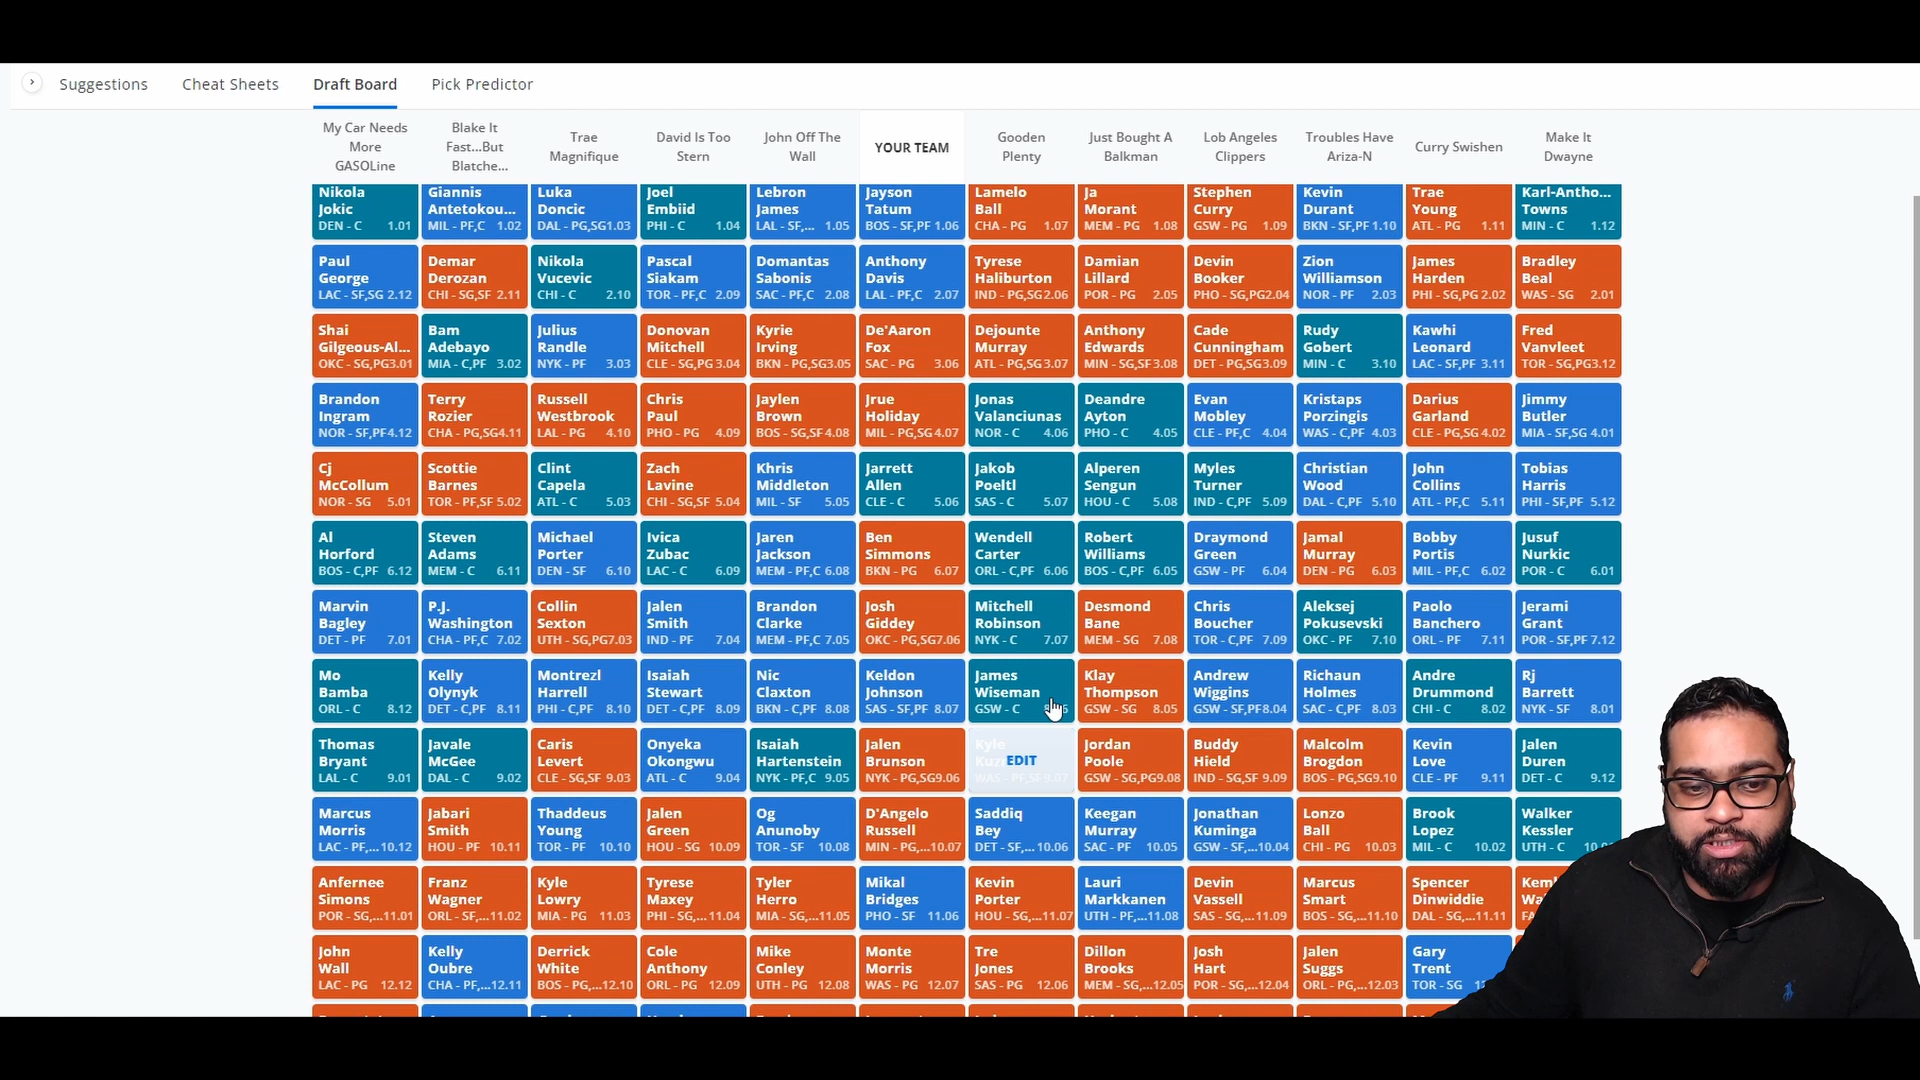 Suggestions Cheat Sheets Draft Board Pick Predictor
My Car Needs More GASOLine
Blake It Fast...But Blatche...
Trae Magnifique
David Is Too Stern
John Off The Wall
YOUR TEAM
Gooden Plenty
Just Bought A Balkman
Lob Angeles Clippers
Troubles Have Ariza-N
Curry Swishen
Make It Dwayne
Nikola Giannis Luka Joel Lebron Jayson Lamelo Ja Stephen Kevin Trae Karl-Antho...
Jokic Antetokou... Doncic Embiid James Tatum Ball Morant Curry Durant Young Towns
DEN - C 1.01 MIL - PF,C 1.02 DAL - PG,SG1.03 PHI - C 1.04 LAL - SF,... 1.05 BOS - SF,PF 1.06 CHA - PG 1.07 MEM - PG 1.08 GSW - PG 1.09 BKN - SF,PF 1.10 ATL - PG 1.11 MIN - C 1.12
Paul Demar Nikola Pascal Domantas Anthony Tyrese Damian Devin Zion James Bradley
George Derozan Vucevic Siakam Sabonis Davis Haliburton Lillard Booker Williamson Harden Beal
LAC - SF,SG 2.12 CHI - SG,SF 2.11 CHI - C 2.10 TOR - PF,C 2.09 SAC - PF,C 2.08 LAL - PF,C 2.07 IND - PG,SG2.06 POR - PG 2.05 PHO - SG,PG2.04 NOR - PF 2.03 PHI - SG,PG 2.02 WAS - SG 2.01
Shai Bam Julius Donovan Kyrie De'Aaron Dejounte Anthony Cade Rudy Kawhi Fred
Gilgeous-Al... Adebayo Randle Mitchell Irving Fox Murray Edwards Cunningham Gobert Leonard Vanvleet
OKC - SG,PG3.01 MIA - C,PF 3.02 NYK - PF 3.03 CLE - SG,PG 3.04 BKN - PG,SG3.05 SAC - PG 3.06 ATL - PG,SG3.07 MIN - SG,SF3.08 DET - PG,SG3.09 MIN - C 3.10 LAC - SF,PF 3.11 TOR - SG,PG3.12
Brandon Terry Russell Chris Jaylen Jrue Jonas Deandre Evan Kristaps Darius Jimmy
Ingram Rozier Westbrook Paul Brown Holiday Valanciunas Ayton Mobley Porzingis Garland Butler
NOR - SF,PF4.12 CHA - PG,SG4.11 LAL - PG 4.10 PHO - PG 4.09 BOS - SG,SF 4.08 MIL - PG,SG 4.07 NOR - C 4.06 PHO - C 4.05 CLE - PF,C 4.04 WAS - C,PF 4.03 CLE - PG,SG 4.02 MIA - SF,SG 4.01
Cj Scottie Clint Zach Khris Jarrett Jakob Alperen Myles Christian John Tobias
McCollum Barnes Capela Lavine Middleton Allen Poeltl Sengun Turner Wood Collins Harris
NOR - SG 5.01 TOR - PF,SF 5.02 ATL - C 5.03 CHI - SG,SF 5.04 MIL - SF 5.05 CLE - C 5.06 SAS - C 5.07 HOU - C 5.08 IND - C,PF 5.09 DAL - C,PF 5.10 ATL - PF,C 5.11 PHI - SF,PF 5.12
Al Steven Michael Ivica Jaren Ben Wendell Robert Draymond Jamal Bobby Jusuf
Horford Adams Porter Zubac Jackson Simmons Carter Williams Green Murray Portis Nurkic
BOS - C,PF 6.12 MEM - C 6.11 DEN - SF 6.10 LAC - C 6.09 MEM - PF,C 6.08 BKN - PG 6.07 ORL - C,PF 6.06 BOS - C,PF 6.05 GSW - PF 6.04 DEN - PG 6.03 MIL - PF,C 6.02 POR - C 6.01
Marvin P.J. Collin Jalen Brandon Josh Mitchell Desmond Chris Aleksej Paolo Jerami
Bagley Washington Sexton Smith Clarke Giddey Robinson Bane Boucher Pokusevski Banchero Grant
DET - PF 7.01 CHA - PF,C 7.02 UTH - SG,PG7.03 IND - PF 7.04 MEM - PF,C 7.05 OKC - PG,SG7.06 NYK - C 7.07 MEM - SG 7.08 TOR - C,PF 7.09 OKC - PF 7.10 ORL - PF 7.11 POR - SF,PF 7.12
Mo Kelly Montrezl Isaiah Nic Keldon James Klay Andrew Richaun Andre Rj
Bamba Olynyk Harrell Stewart Claxton Johnson Wiseman Thompson Wiggins Holmes Drummond Barrett
ORL - C 8.12 DET - C,PF 8.11 PHI - C,PF 8.10 DET - C,PF 8.09 BKN - C,PF 8.08 SAS - SF,PF 8.07 GSW - C GSW - SG 8.05 GSW - SF,PF8.04 SAC - C,PF 8.03 CHI - C 8.02 NYK - SF 8.01
Thomas Javale Caris Onyeka Isaiah Jalen Kyle Jordan Buddy Malcolm Kevin Jalen
Bryant McGee Levert Okongwu Hartenstein Brunson EDIT Poole Hield Brogdon Love Duren
LAL - C 9.01 DAL - C 9.02 CLE - SG,SF 9.03 ATL - C 9.04 NYK - PF,C 9.05 NYK - PG,SG9.06 WAS - PF,SF 9.07 GSW - SG,PG9.08 IND - SG,SF 9.09 BOS - PG,SG9.10 CLE - PF 9.11 DET - C 9.12
Marcus Jabari Thaddeus Jalen Og D'Angelo Saddiq Keegan Jonathan Lonzo Brook Walker
Morris Smith Young Green Anunoby Russell Bey Murray Kuminga Ball Lopez Kessler
LAC - PF,... 10.12 HOU - PF 10.11 TOR - PF 10.10 HOU - SG 10.09 TOR - SF 10.08 MIN - PG,...10.07 DET - SF,... 10.06 SAC - PF 10.05 GSW - SF,...10.04 CHI - PG 10.03 MIL - C 10.02 UTH - C
Anfernee Franz Kyle Tyrese Tyler Mikal Kevin Lauri Devin Marcus Spencer
Simons Wagner Lowry Maxey Herro Bridges Porter Markkanen Vassell Smart Dinwiddie
POR - SG,...11.01 ORL - SF,...11.02 MIA - PG 11.03 PHI - SG,...11.04 MIA - SG,...11.05 PHO - SF 11.06 HOU - SG,...11.07 UTH - PF,...11.08 SAS - SG,...11.09 BOS - SG,...11.10 DAL - SG,...11.11
John Kelly Derrick Cole Mike Monte Tre Dillon Josh Jalen Gary
Wall Oubre White Anthony Conley Morris Jones Brooks Hart Suggs Trent
LAC - PG 12.12 CHA - PF,...12.11 BOS - PG,...12.10 ORL - PG 12.09 UTH - PG 12.08 WAS - PG 12.07 SAS - PG 12.06 MEM - SG,...12.05 POR - SG,...12.04 ORL - PG,...12.03 TOR - SG